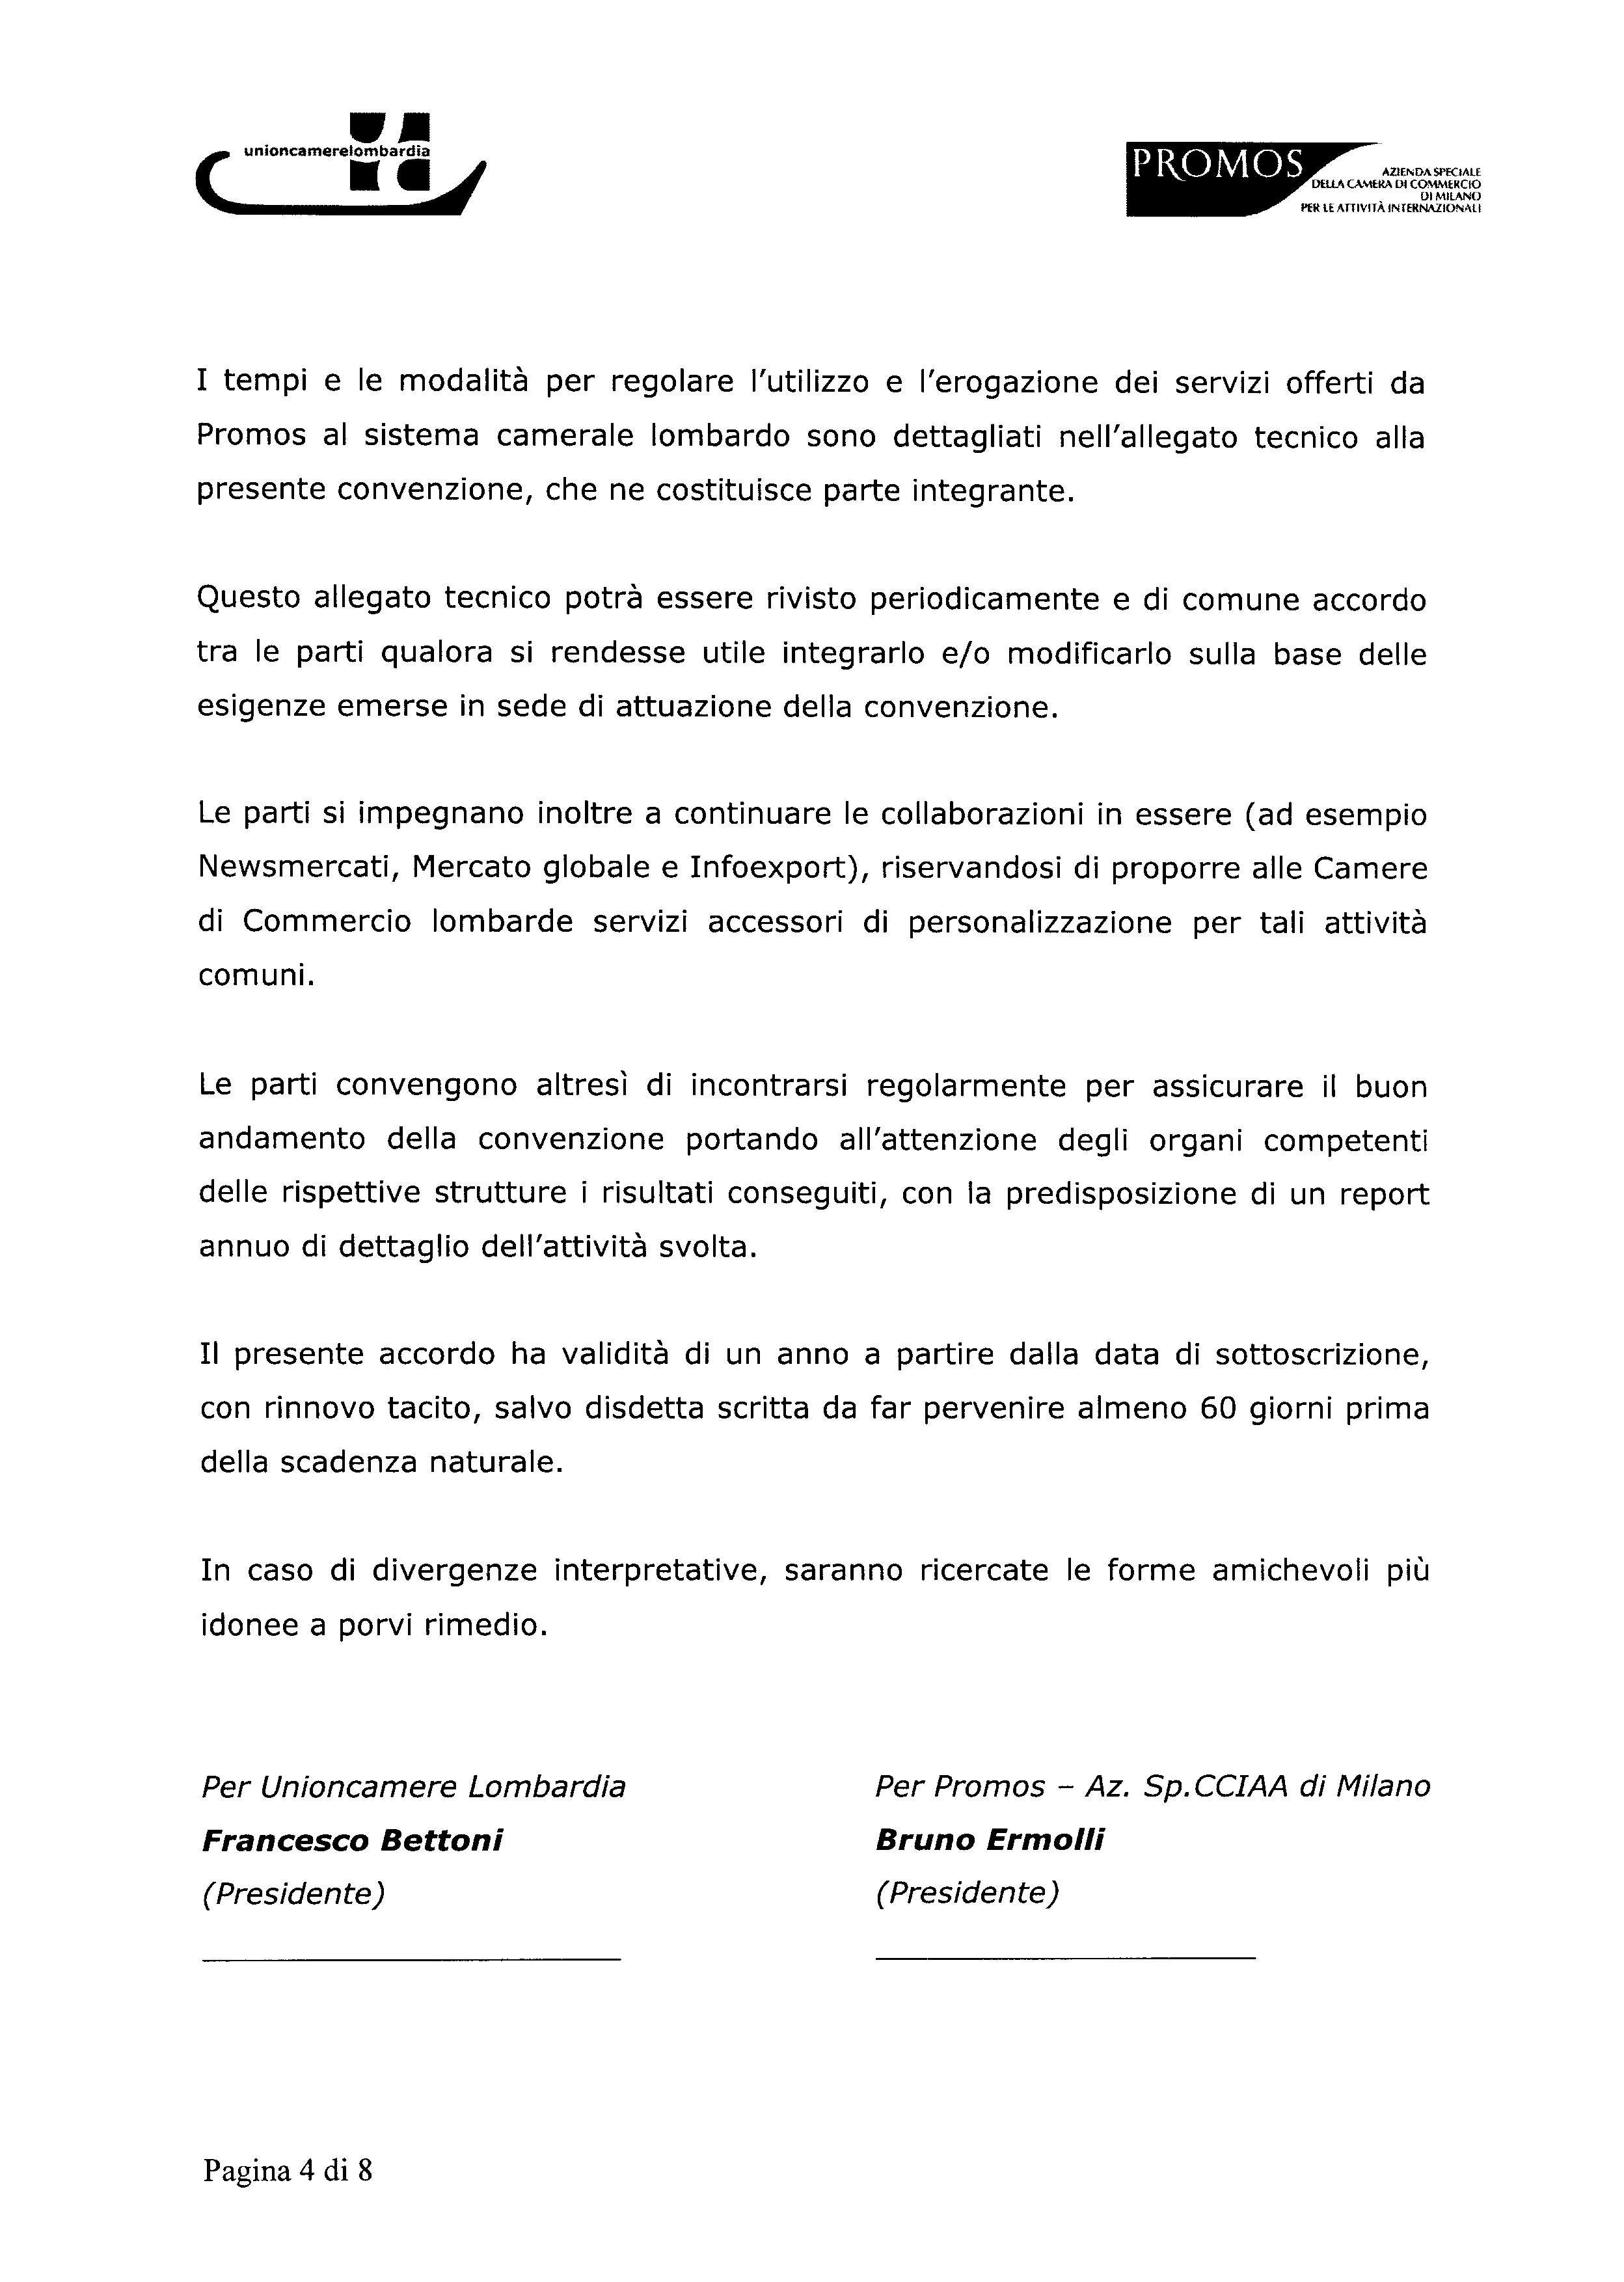 unioncamerelombardia
PROMOS
AZIENDA SPECIALE
DELLA CAMERA DI COMMERCIO
DI MILANO
PER LE ATTIVITÀ INTERNAZIONALI
I tempi e le modalità per regolare l'utilizzo e l'erogazione dei servizi offerti da
Promos al sistema camerale lombardo sono dettagliati nell'allegato tecnico alla
presente convenzione, che ne costituisce parte integrante.
Questo allegato tecnico potrà essere rivisto periodicamente e di comune accordo
tra le parti qualora si rendesse utile integrarlo e/o modificarlo sulla base delle
esigenze emerse in sede di attuazione della convenzione.
Le parti si impegnano inoltre a continuare le collaborazioni in essere (ad esempio
Newsmercati, Mercato globale e Infoexport), riservandosi di proporre alle Camere
di Commercio lombarde servizi accessori di personalizzazione per tali attività
comuni.
Le parti convengono altresì di incontrarsi regolarmente per assicurare il buon
andamento della convenzione portando all'attenzione degli organi competenti
delle rispettive strutture i risultati conseguiti, con la predisposizione di un report
annuo di dettaglio dell'attività svolta.
Il presente accordo ha validità di un anno a partire dalla data di sottoscrizione,
con rinnovo tacito, salvo disdetta scritta da far pervenire almeno 60 giorni prima
della scadenza naturale.
In caso di divergenze interpretative, saranno ricercate le forme amichevoli più
idonee a porvi rimedio.
Per Unioncamere Lombardia
Francesco Bettoni
(Presidente)
Per Promos – Az. Sp.CCIAA di Milano
Bruno Ermolli
(Presidente)
Pagina 4 di 8